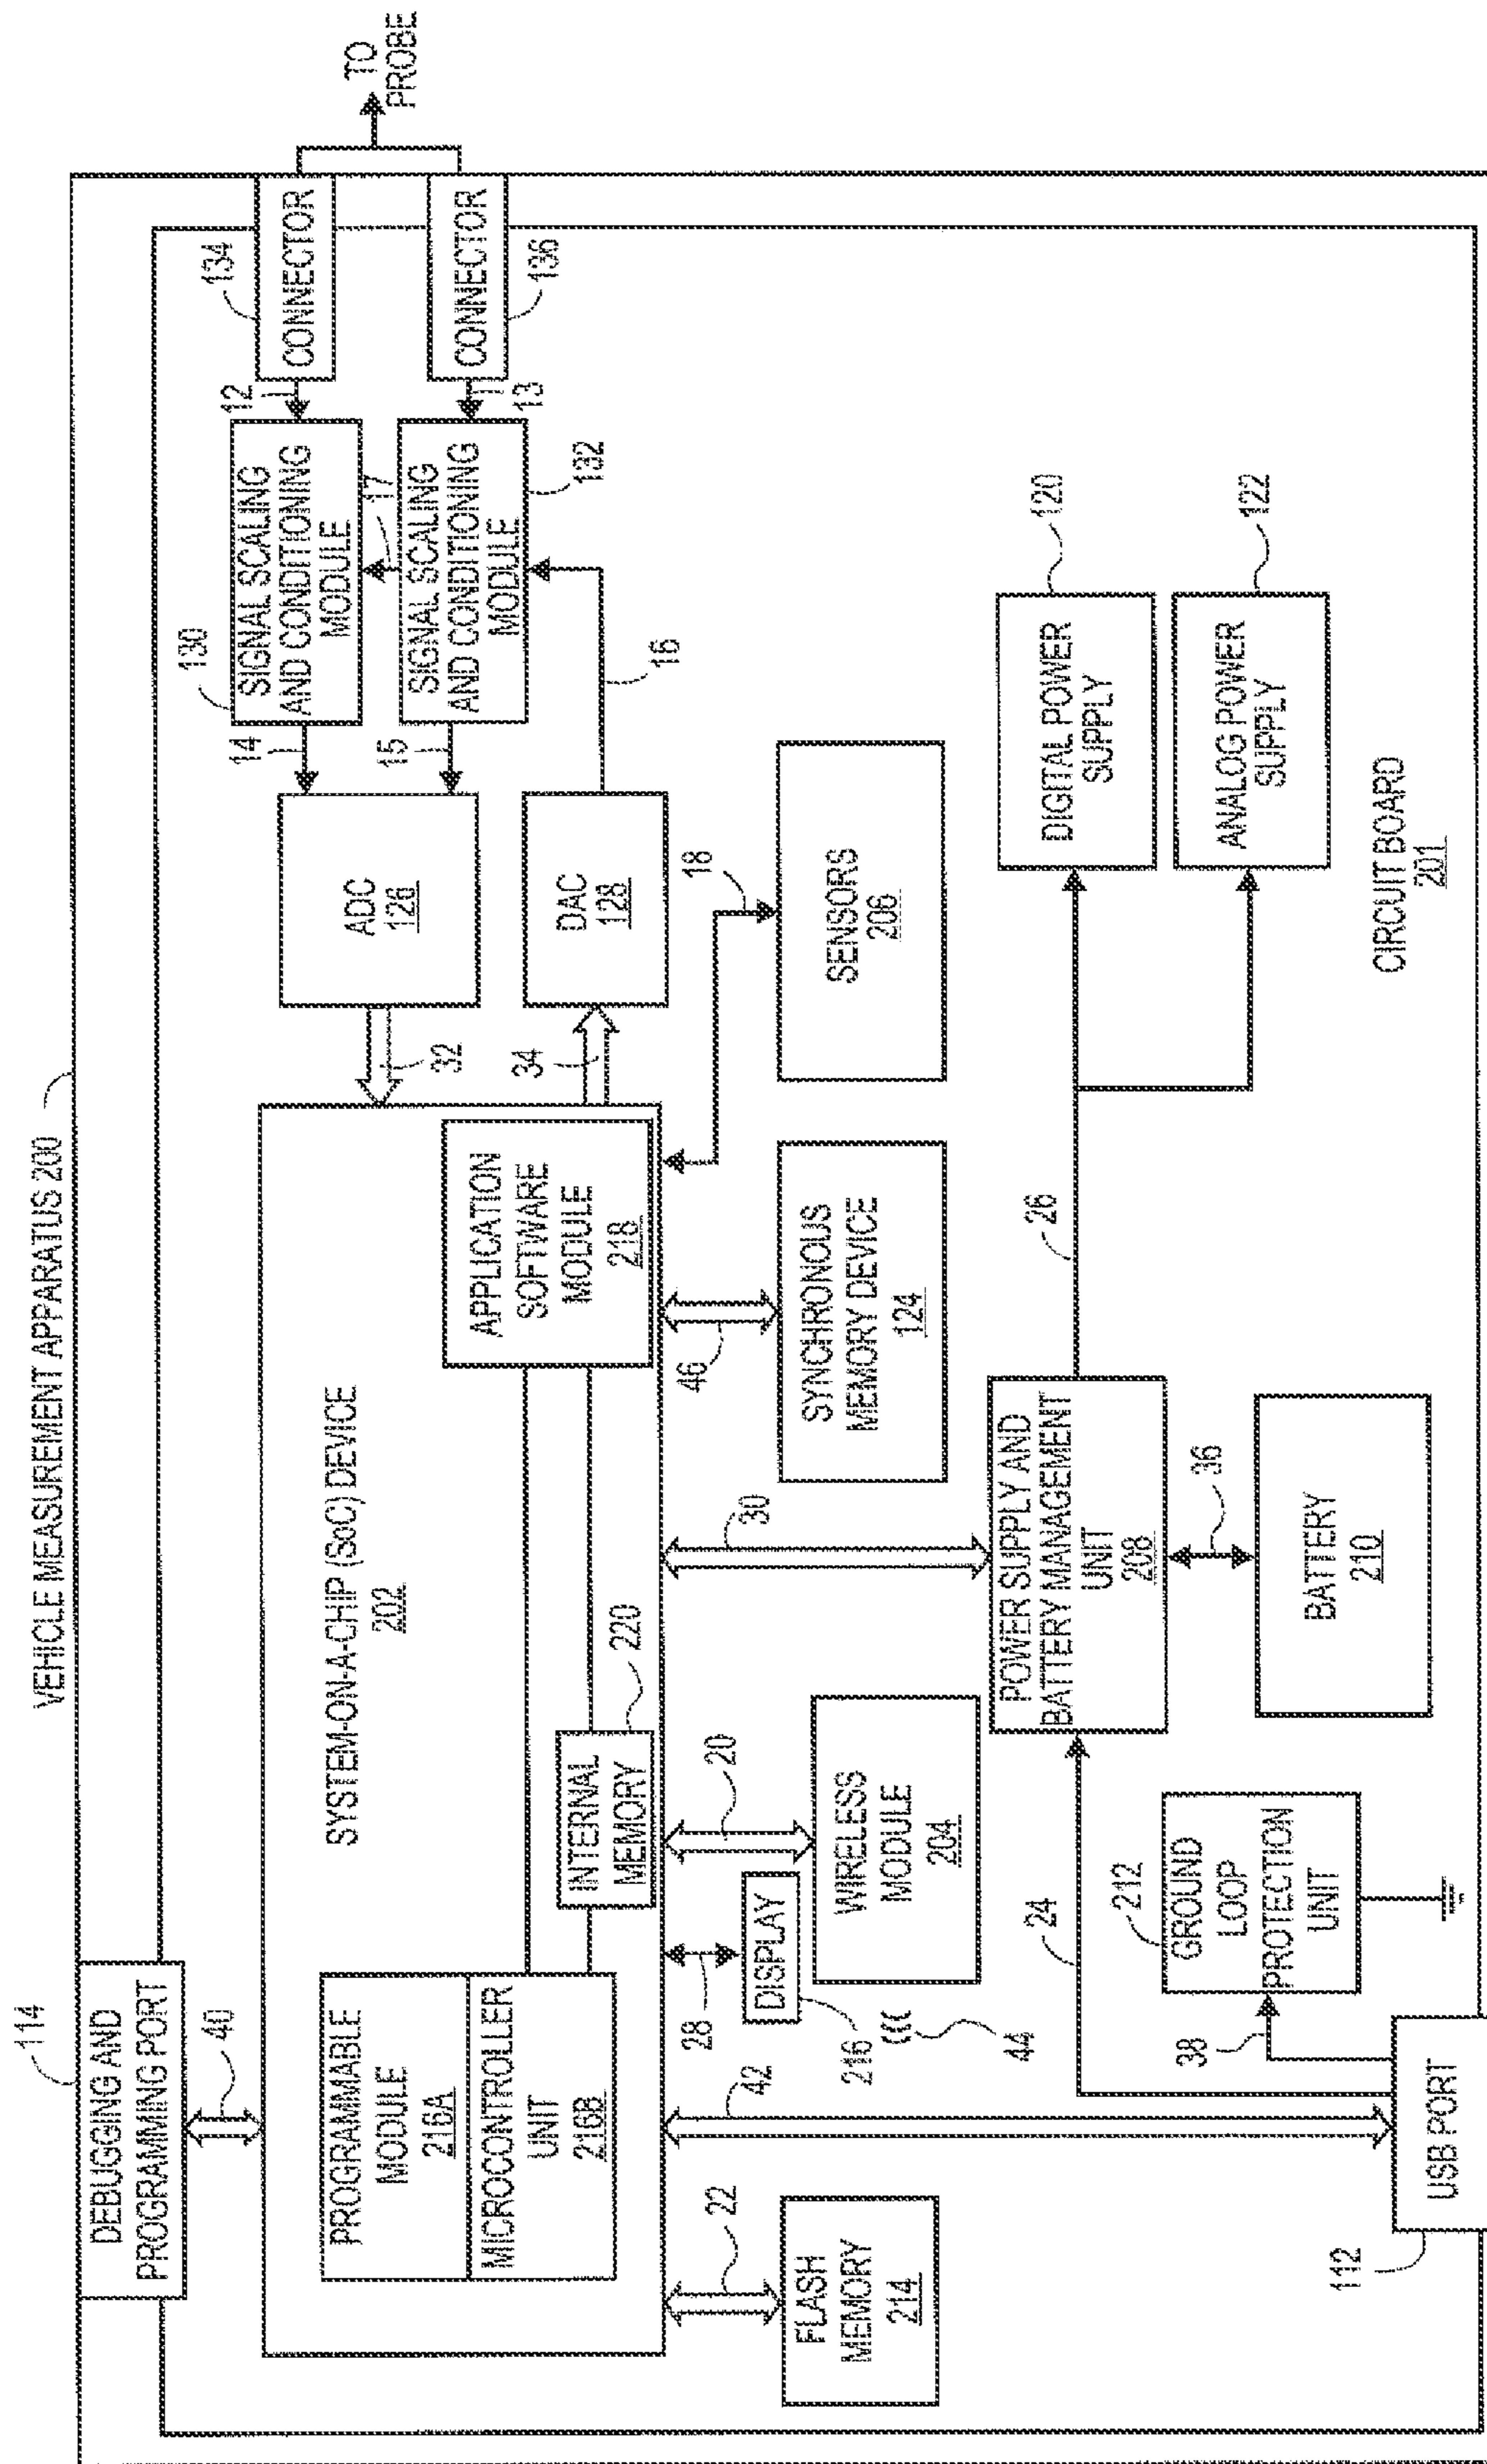 VEHICLE MEASUREMENT APPARATUS 200
114
DEBUGGING AND
PROGRAMMING PORT
40
SYSTEM-ON-A-CHIP (SoC) DEVICE
202
PROGRAMMABLE
MODULE
216A
MICROCONTROLLER
UNIT
216B
INTERNAL
MEMORY
220
APPLICATION
SOFTWARE
MODULE
218
32
34
ADC
126
DAC
128
14
15
16
130
SIGNAL SCALING
AND CONDITIONING
MODULE
17
SIGNAL SCALING
AND CONDITIONING
MODULE
132
12
13
134
CONNECTOR
CONNECTOR
136
TO
PROBE
22
FLASH
MEMORY
214
42
28
DISPLAY
216
44
20
WIRELESS
MODULE
204
30
46
SYNCHRONOUS
MEMORY DEVICE
124
18
SENSORS
206
24
POWER SUPPLY AND
BATTERY MANAGEMENT
UNIT
208
26
DIGITAL POWER
SUPPLY
120
ANALOG POWER
SUPPLY
122
38
212
GROUND
LOOP
PROTECTION
UNIT
36
BATTERY
210
112
USB PORT
CIRCUIT BOARD
201